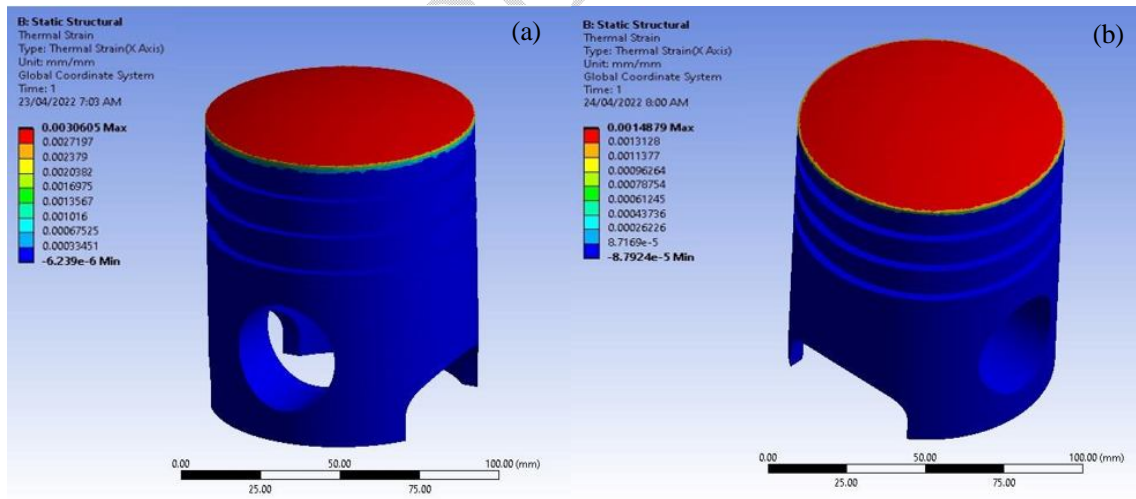 B: Static Structural
Thermal Strain
Type: Thermal Strain(X Axis)
Unit: mm/mm
Global Coordinate System
Time: 1
23/04/2022 7:03 AM
(a)
0.0030605 Max
0.0027197
0.002379
0.0020382
0.0016975
0.0013567
0.001016
0.00067525
0.00033451
-6.239e-6 Min
0.00 50.00 100.00 (mm)
25.00 75.00
B: Static Structural
Thermal Strain
Type: Thermal Strain(X Axis)
Unit: mm/mm
Global Coordinate System
Time: 1
24/04/2022 8:00 AM
(b)
0.0014879 Max
0.0013128
0.0011377
0.00096264
0.00078754
0.00061245
0.00043736
0.00026226
8.7169e-5
-8.7924e-5 Min
0.00 50.00 100.00 (mm)
25.00 75.00